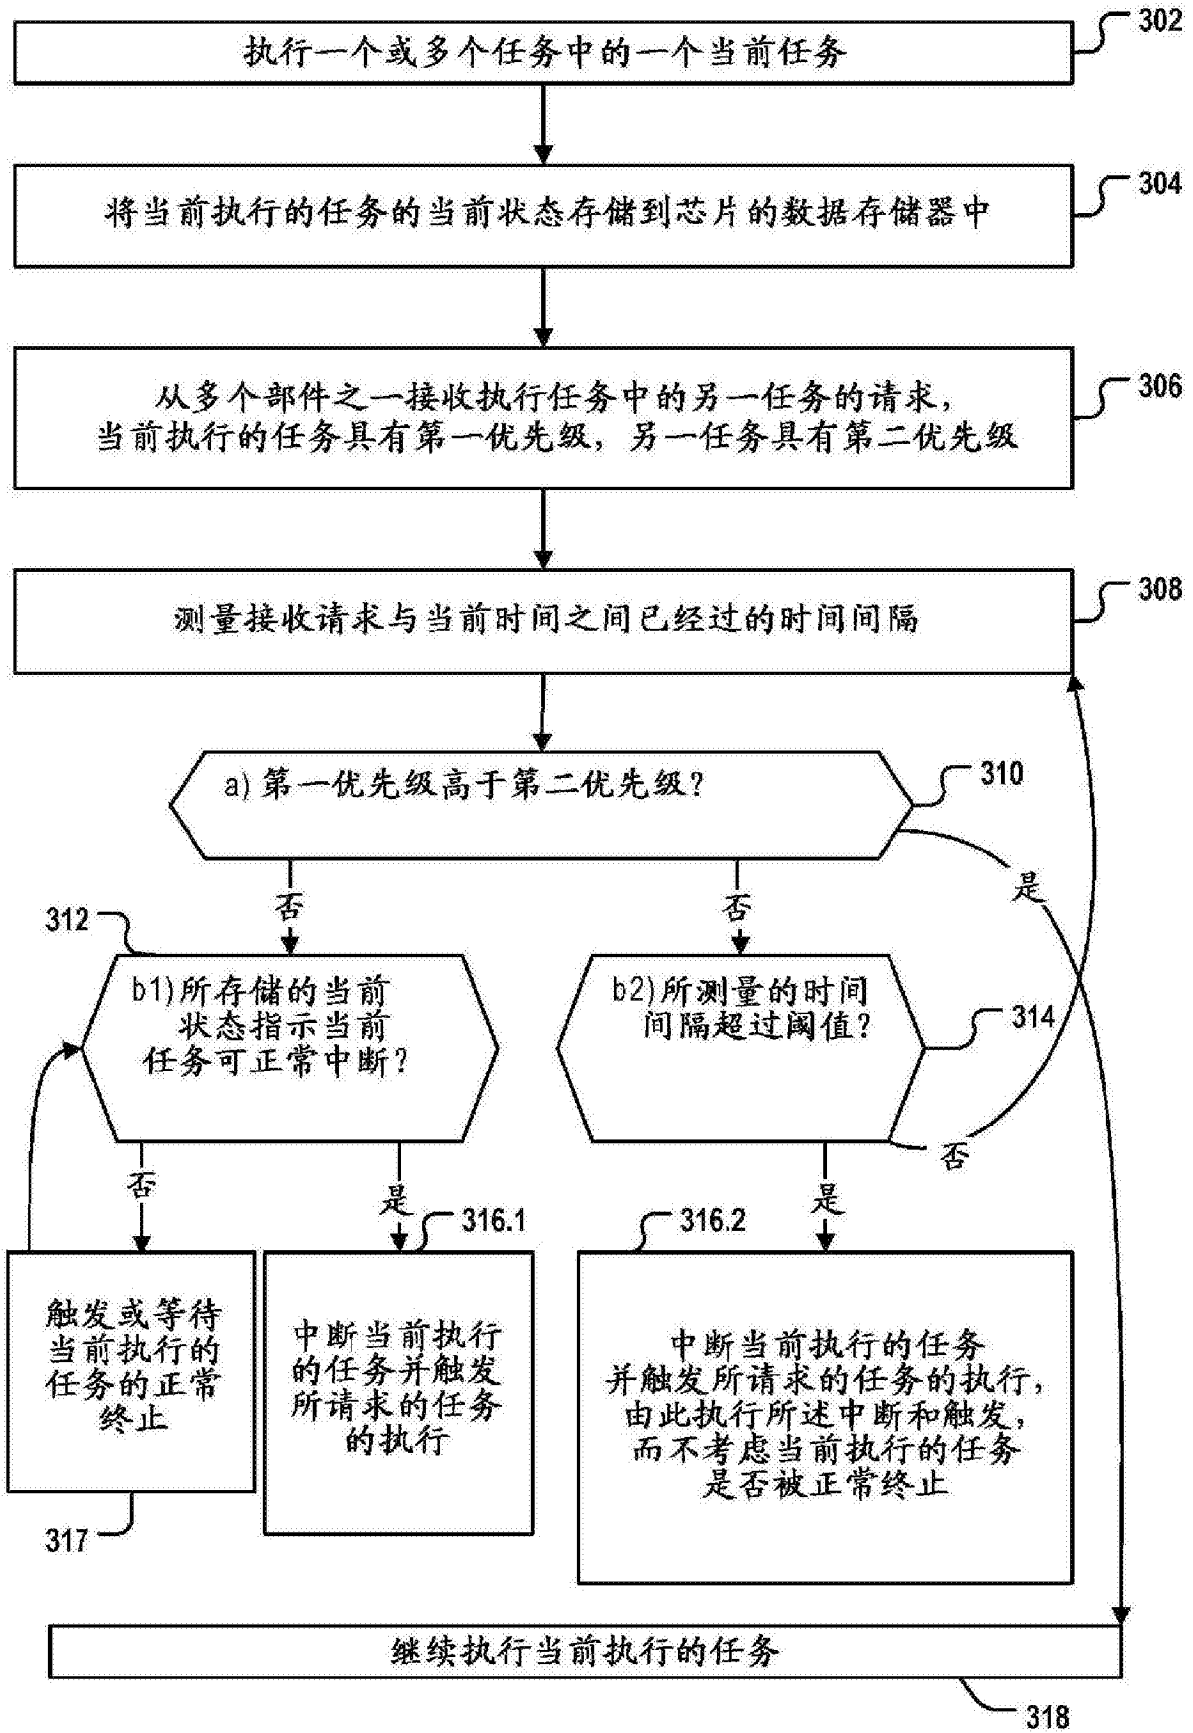 302
执行一个或多个任务中的一个当前任务
304
将当前执行的任务的当前状态存储到芯片的数据存储器中
306
从多个部件之一接收执行任务中的另一任务的请求，
当前执行的任务具有第一优先级，另一任务具有第二优先级
308
测量接收请求与当前时间之间已经过的时间间隔
310
a) 第一优先级高于第二优先级？
是
否
否
312
b1)所存储的当前
状态指示当前
任务可正常中断？
b2)所测量的时间
间隔超过阈值？
314
否
否
是
是
316.1
316.2
触发或等待
当前执行的
任务的正常
终止
中断当前执行
的任务并触发
所请求的任务
的执行
中断当前执行的任务
并触发所请求的任务的执行，
由此执行所述中断和触发，
而不考虑当前执行的任务
是否被正常终止
317
继续执行当前执行的任务
318